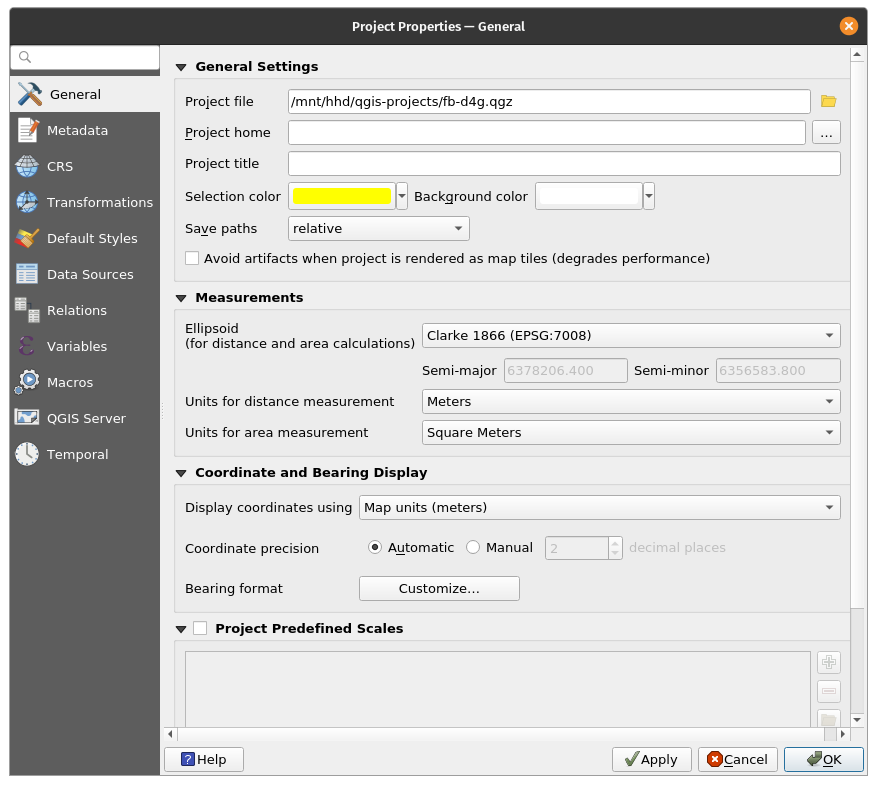 Project Properties — General
General
Metadata
CRS
Transformations
Default Styles
Data Sources
Relations
Variables
Macros
QGIS Server
Temporal
General Settings
Project file /mnt/hhd/qgis-projects/fb-d4g.qgz
Project home ...
Project title
Selection color Background color
Save paths relative
Avoid artifacts when project is rendered as map tiles (degrades performance)
Measurements
Ellipsoid
(for distance and area calculations) Clarke 1866 (EPSG:7008)
Semi-major 6378206.400 Semi-minor 6356583.800
Units for distance measurement Meters
Units for area measurement Square Meters
Coordinate and Bearing Display
Display coordinates using Map units (meters)
Coordinate precision Automatic Manual 2 decimal places
Bearing format Customize...
Project Predefined Scales
? Help Apply Cancel OK